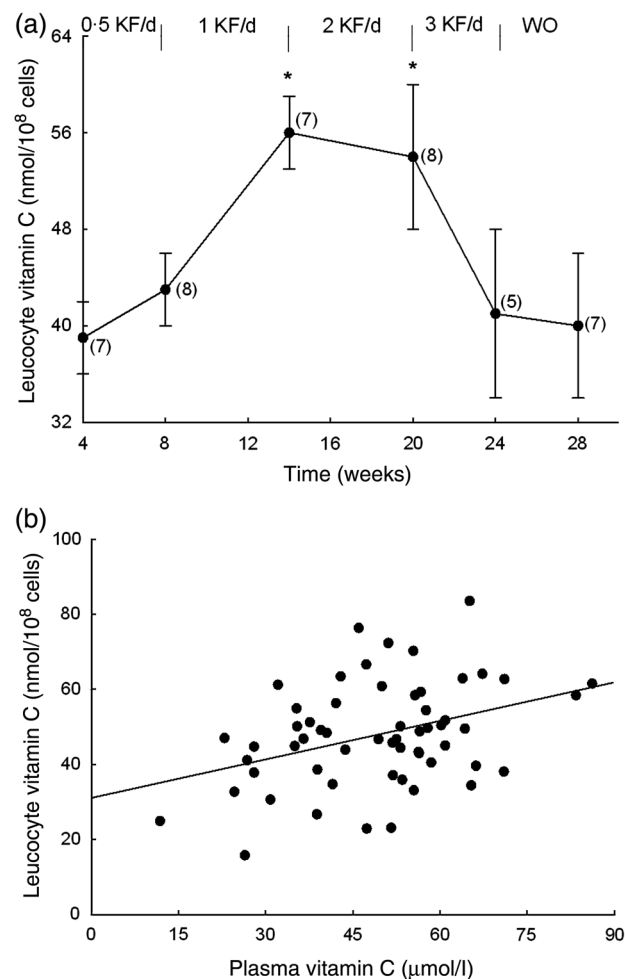 (a) 0·5 KF/d | 1 KF/d | 2 KF/d | 3 KF/d | WO
64
56
48
40
32
Leucocyte vitamin C (nmol/10⁸ cells)
*
*
(7)
(8)
(7)
(8)
(5)
(7)
4 8 12 16 20 24 28
Time (weeks)
(b)
100
80
60
40
20
0
Leucocyte vitamin C (nmol/10⁸ cells)
0 15 30 45 60 75 90
Plasma vitamin C (μmol/l)